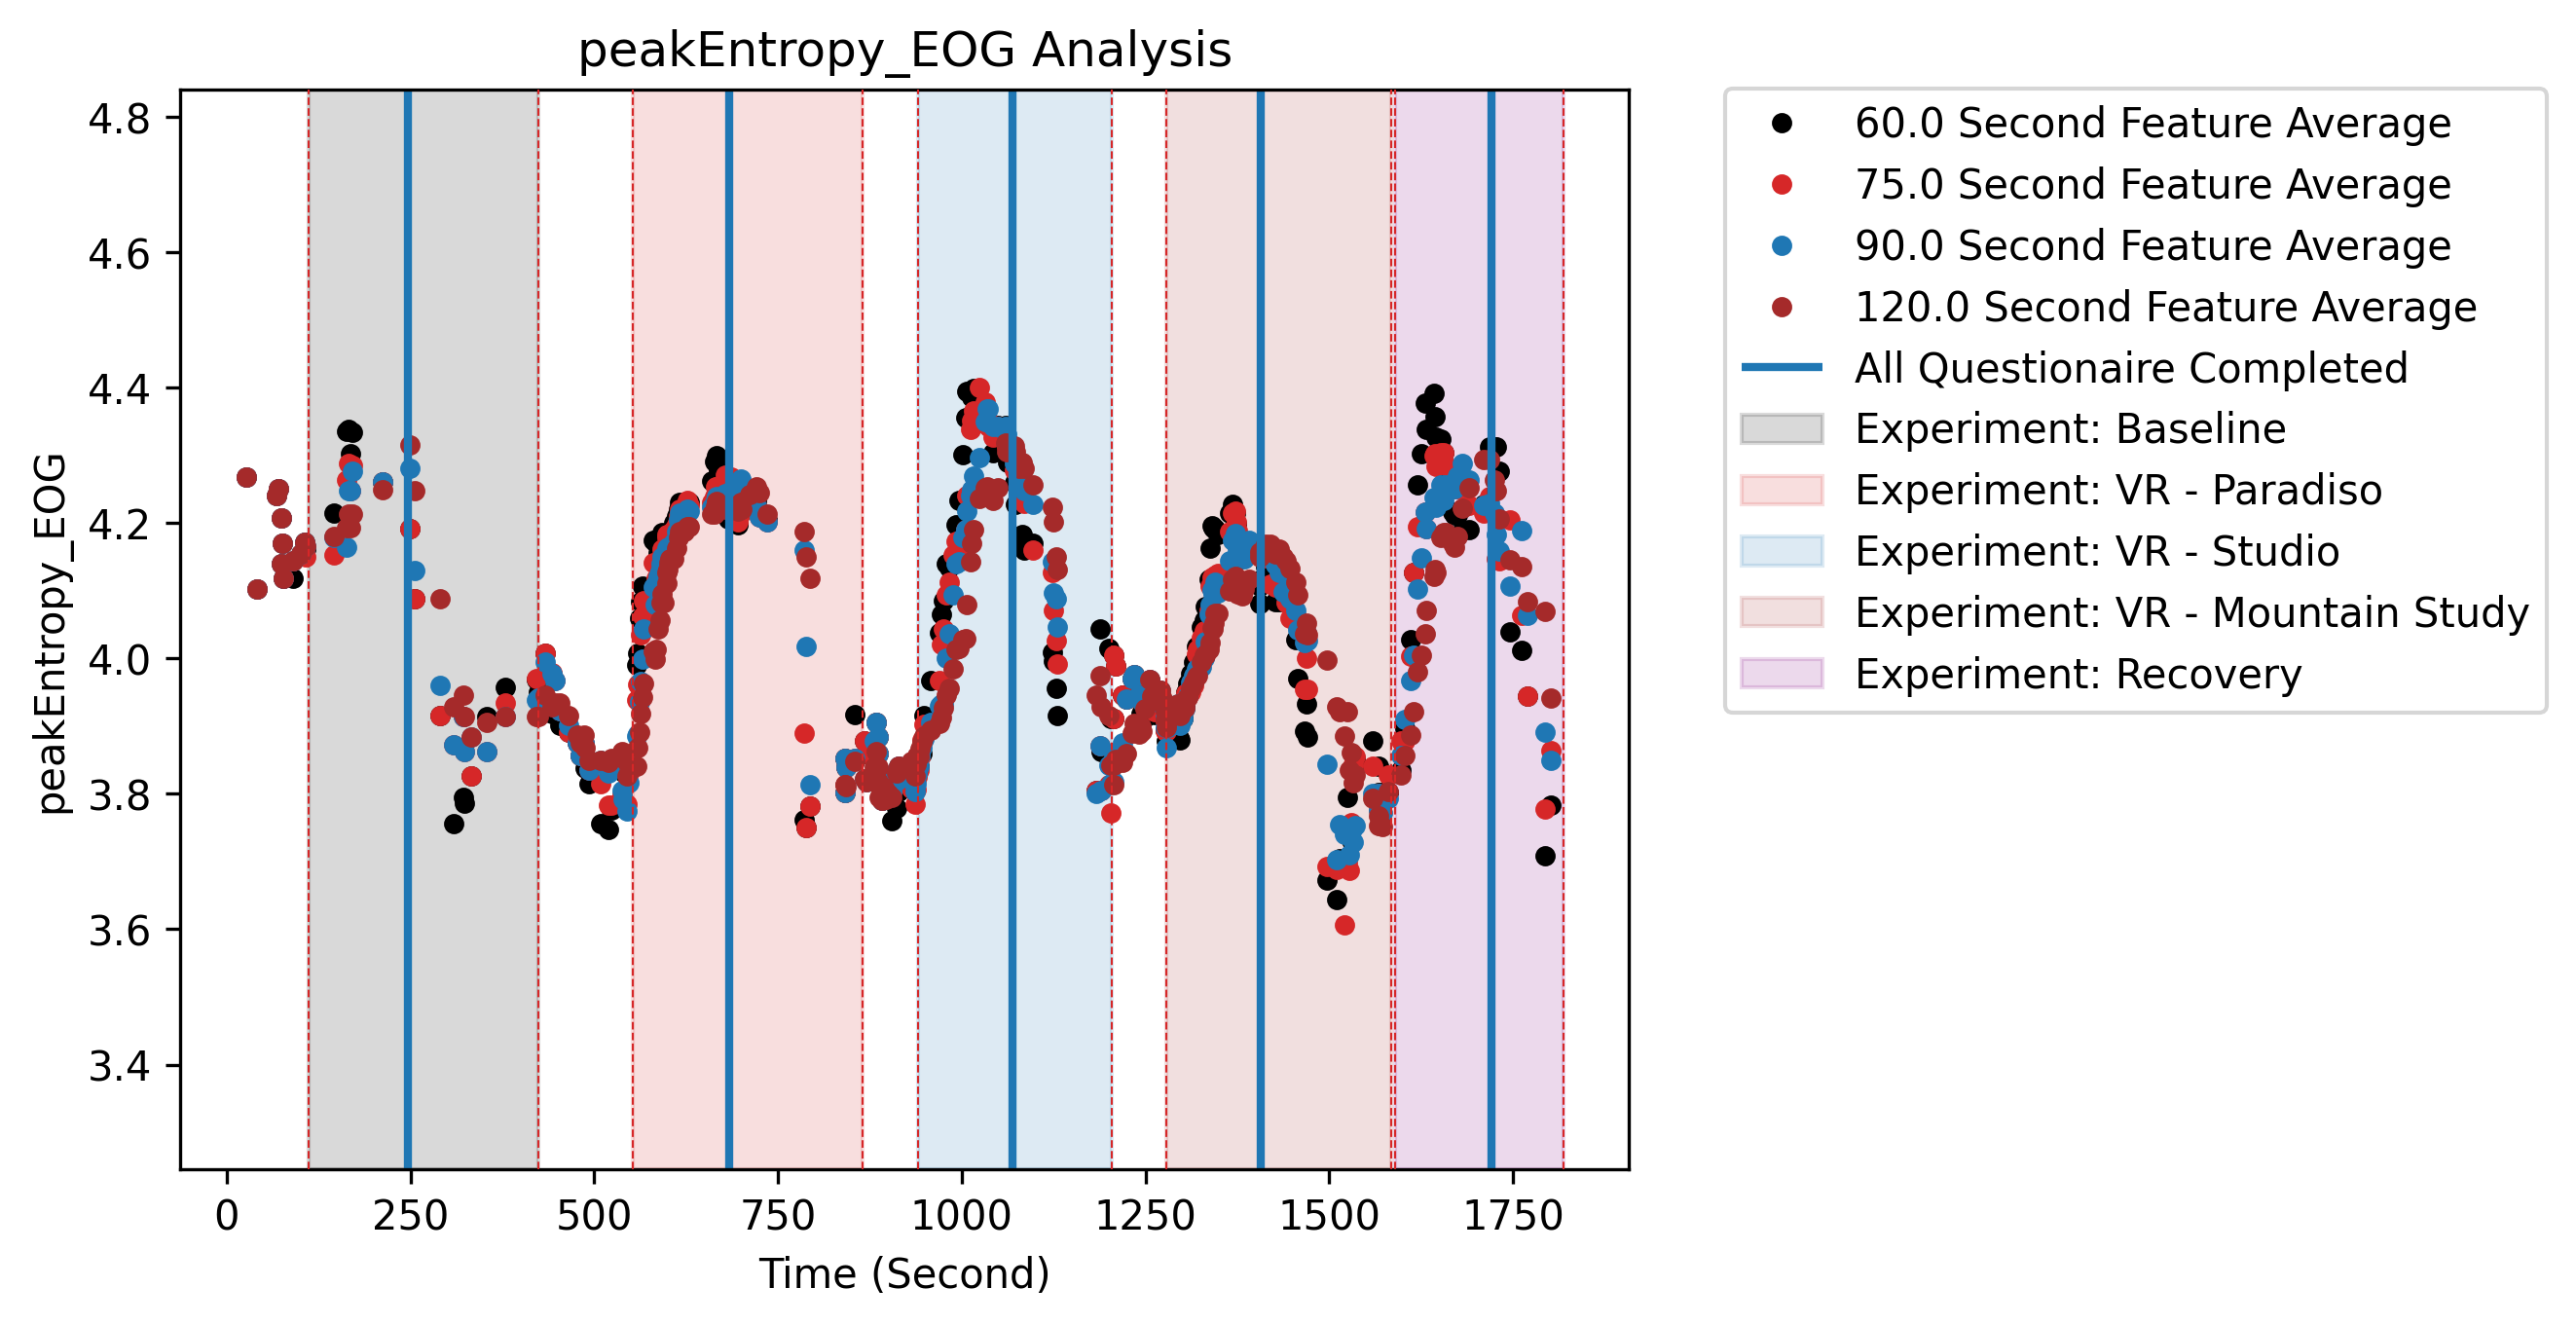 peakEntropy_EOG Analysis
4.8
4.6
4.4
4.2
4.0
3.8
3.6
3.4
peakEntropy_EOG
0 250 500 750 1000 1250 1500 1750
Time (Second)
60.0 Second Feature Average
75.0 Second Feature Average
90.0 Second Feature Average
120.0 Second Feature Average
All Questionaire Completed
Experiment: Baseline
Experiment: VR - Paradiso
Experiment: VR - Studio
Experiment: VR - Mountain Study
Experiment: Recovery